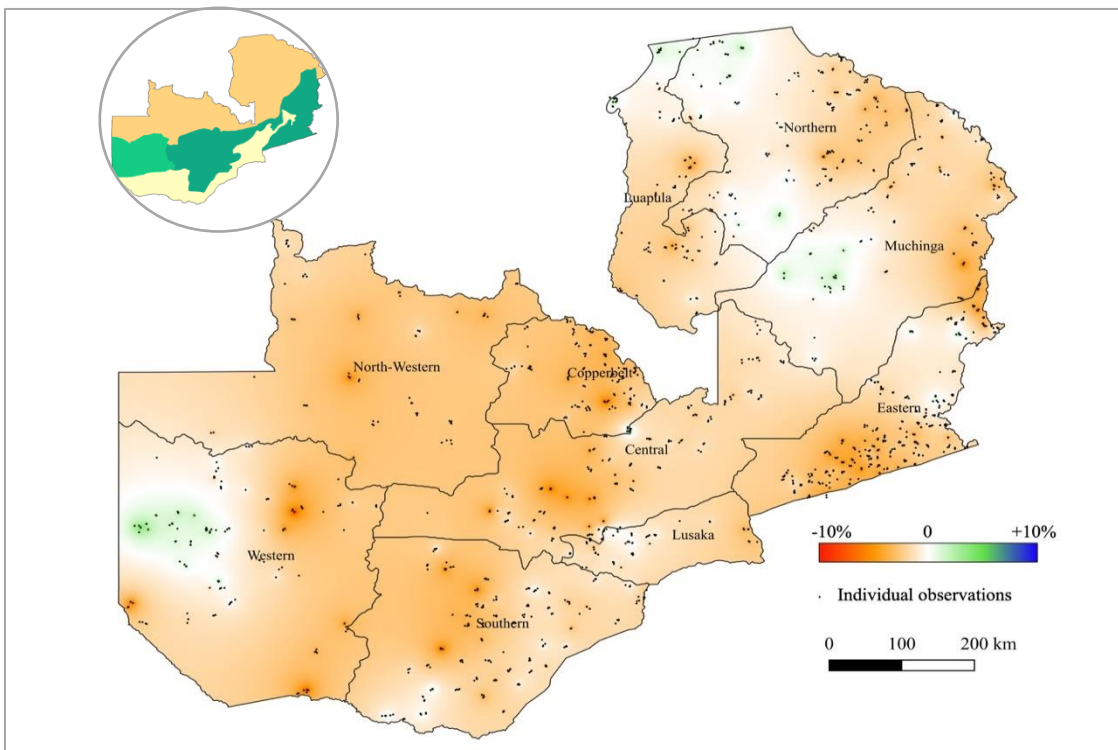 Northern
Luapula
Muchinga
North-Western
Copperbelt
Eastern
Central
Lusaka
Western
Southern
-10% 0 +10%
Individual observations
0 100 200 km